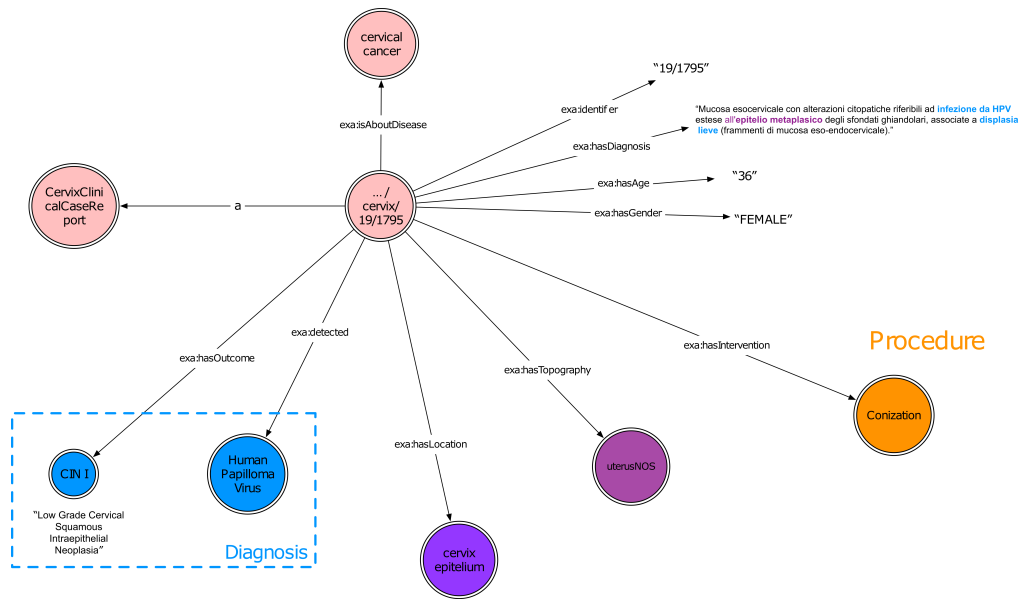 cervical
cancer
“19/1795”
exa:identifer
"Mucosa esocervicale con alterazioni citopatiche riferibili ad infezione da HPV
estese all'epitelio metaplasico degli sfondati ghiandolari, associate a displasia
lieve (frammenti di mucosa eso-endocervicale)."
exa:isAboutDisease
exa:hasDiagnosis
exa:hasAge
“36”
CervixClini
calCaseRe
port
a
... /
cervix/
19/1795
exa:hasGender
“FEMALE”
exa:detected
exa:hasOutcome
exa:hasIntervention
Procedure
exa:hasTopography
Conization
exa:hasLocation
CIN I
Human
Papilloma
Virus
uterusNOS
“Low Grade Cervical
Squamous
Intraepithelial
Neoplasia”
Diagnosis
cervix
epitelium